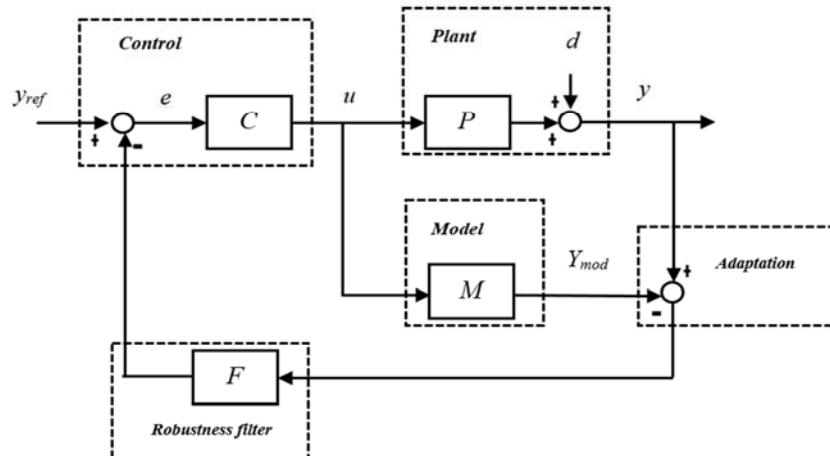 Control
Plant
d
y_ref
e
C
u
P
y
+
-
+
+
Model
Y_mod
M
+
-
Adaptation
F
Robustness filter